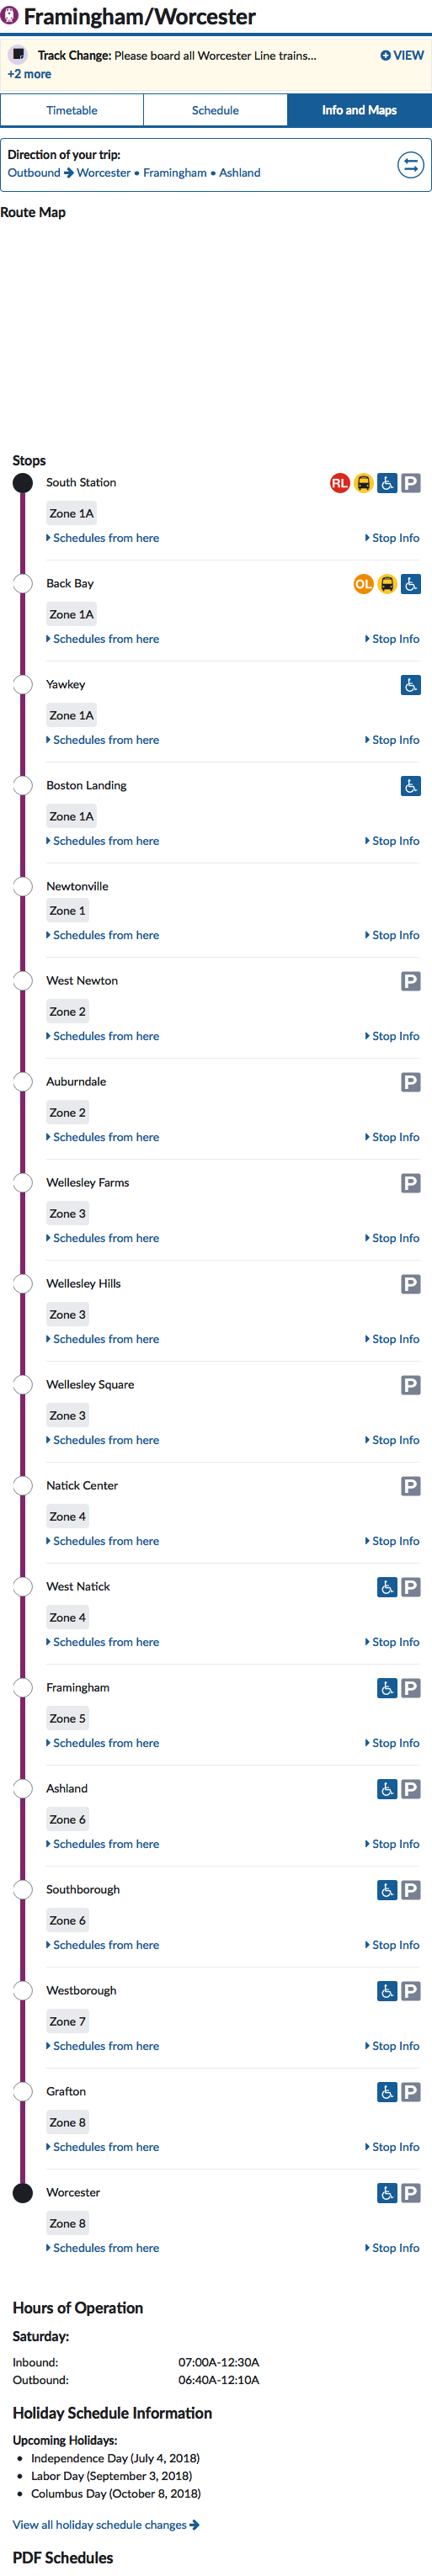 Framingham/Worcester
Track Change: Please board all Worcester Line trains... VIEW
+2 more
Timetable Schedule Info and Maps
Direction of your trip:
Outbound → Worcester • Framingham • Ashland
Route Map
Stops
South Station RL P
Zone 1A
Schedules from here Stop Info
Back Bay OL
Zone 1A
Schedules from here Stop Info
Yawkey
Zone 1A
Schedules from here Stop Info
Boston Landing
Zone 1A
Schedules from here Stop Info
Newtonville
Zone 1
Schedules from here Stop Info
West Newton P
Zone 2
Schedules from here Stop Info
Auburndale P
Zone 2
Schedules from here Stop Info
Wellesley Farms P
Zone 3
Schedules from here Stop Info
Wellesley Hills P
Zone 3
Schedules from here Stop Info
Wellesley Square P
Zone 3
Schedules from here Stop Info
Natick Center P
Zone 4
Schedules from here Stop Info
West Natick P
Zone 4
Schedules from here Stop Info
Framingham P
Zone 5
Schedules from here Stop Info
Ashland P
Zone 6
Schedules from here Stop Info
Southborough P
Zone 6
Schedules from here Stop Info
Westborough P
Zone 7
Schedules from here Stop Info
Grafton P
Zone 8
Schedules from here Stop Info
Worcester P
Zone 8
Schedules from here Stop Info
Hours of Operation
Saturday:
Inbound: 07:00A-12:30A
Outbound: 06:40A-12:10A
Holiday Schedule Information
Upcoming Holidays:
• Independence Day (July 4, 2018)
• Labor Day (September 3, 2018)
• Columbus Day (October 8, 2018)
View all holiday schedule changes →
PDF Schedules